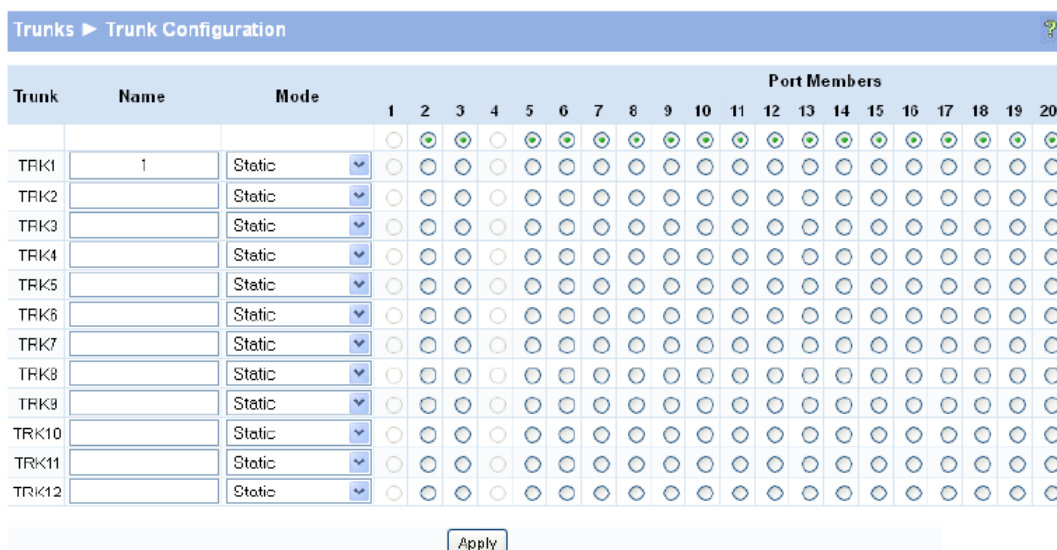 Trunks ► Trunk Configuration
?
Port Members
Trunk Name Mode
1 2 3 4 5 6 7 8 9 10 11 12 13 14 15 16 17 18 19 20
TRK1 1 Static
TRK2 Static
TRK3 Static
TRK4 Static
TRK5 Static
TRK6 Static
TRK7 Static
TRK8 Static
TRK9 Static
TRK10 Static
TRK11 Static
TRK12 Static
Apply